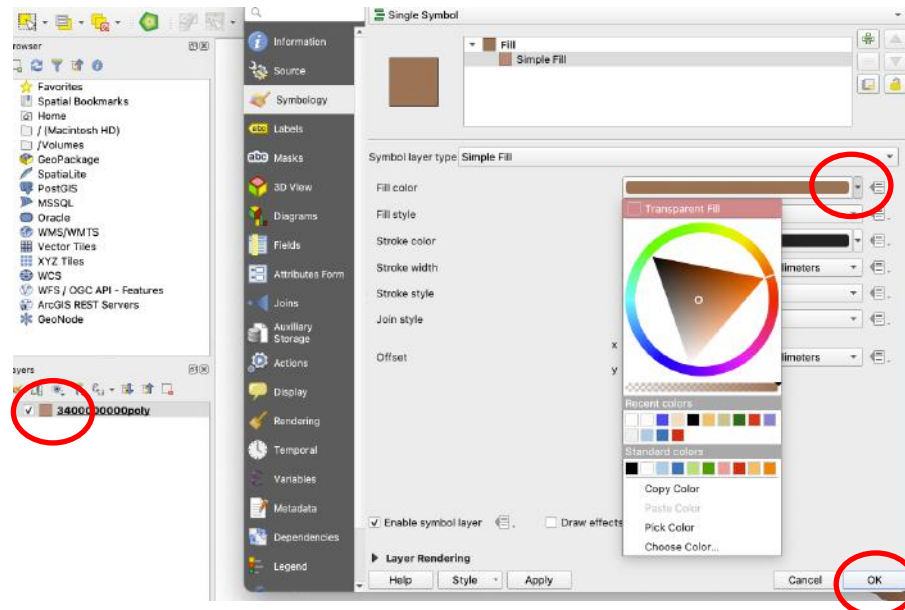 Single Symbol
rowser
Favorites
Spatial Bookmarks
Home
/ (Macintosh HD)
/Volumes
GeoPackage
SpatiaLite
PostGIS
MSSQL
Oracle
WMS/WMTS
Vector Tiles
XYZ Tiles
WCS
WFS / OGC API - Features
ArcGIS REST Servers
GeoNode
ayers
3400000000poly
Information
Source
Symbology
abc Labels
abc Masks
3D View
Diagrams
Fields
Attributes Form
Joins
Auxiliary
Storage
Actions
Display
Rendering
Temporal
Variables
Metadata
Dependencies
Legend
Fill
Simple Fill
Symbol layer type Simple Fill
Fill color
Transparent Fill
Fill style
Stroke color
Stroke width
limeters
Stroke style
Join style
Offset
x
y
limeters
Recent colors
Standard colors
Copy Color
Paste Color
Pick Color
Choose Color...
Enable symbol layer
Draw effects
Layer Rendering
Help
Style
Apply
Cancel
OK